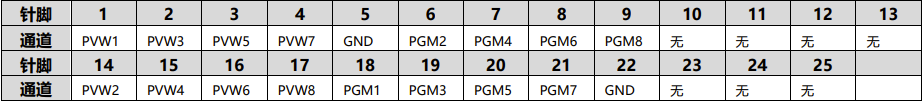 针脚 1 2 3 4 5 6 7 8 9 10 11 12 13
通道 PVW1 PVW3 PVW5 PVW7 GND PGM2 PGM4 PGM6 PGM8 无 无 无 无
针脚 14 15 16 17 18 19 20 21 22 23 24 25
通道 PVW2 PVW4 PVW6 PVW8 PGM1 PGM3 PGM5 PGM7 GND 无 无 无